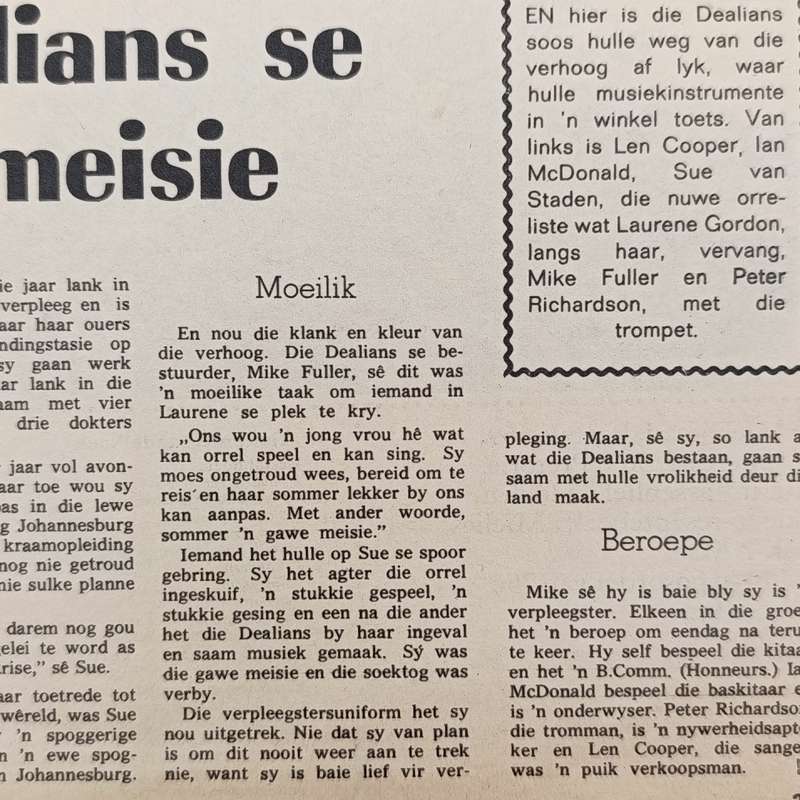 lians se
meisie
EN hier is die Dealians
soos hulle weg van die
verhoog af lyk, waar
hulle musiekinstrumente
in 'n winkel toets. Van
links is Len Cooper, Ian
McDonald, Sue van
Staden, die nuwe orre-
liste wat Laurene Gordon,
langs haar, vervang,
Mike Fuller en Peter
Richardson, met die
trompet.
ie jaar lank in
verpleeg en is
aar haar ouers
ndingstasie op
sy gaan werk
ar lank in die
aam met vier
drie dokters
jaar vol avon-
aar toe wou sy
pas in die lewe
g Johannesburg
kraamopleiding
nog nie getroud
nie sulke planne
darem nog gou
elei te word as
rise,” sê Sue.
aar toetrede tot
wêreld, was Sue
'n spoggerige
n 'n ewe spog-
n Johannesburg.
Moeilik
En nou die klank en kleur van
die verhoog. Die Dealians se be-
stuurder, Mike Fuller, sê dit was
'n moeilike taak om iemand in
Laurene se plek te kry.
„Ons wou 'n jong vrou hê wat
kan orrel speel en kan sing. Sy
moes ongetroud wees, bereid om te
reis en haar sommer lekker by ons
kan aanpas. Met ander woorde,
sommer 'n gawe meisie.”
Iemand het hulle op Sue se spoor
gebring. Sy het agter die orrel
ingeskuif, 'n stukkie gespeel, 'n
stukkie gesing en een na die ander
het die Dealians by haar ingeval
en saam musiek gemaak. Sý was
die gawe meisie en die soektog was
verby.
Die verpleegstersuniform het sy
nou uitgetrek. Nie dat sy van plan
is om dit nooit weer aan te trek
nie, want sy is baie lief vir ver-
pleging. Maar, sê sy, so lank a
wat die Dealians bestaan, gaan s
saam met hulle vrolikheid deur di
land maak.
Beroepe
Mike sê hy is baie bly sy is '
verpleegster. Elkeen in die groe
het 'n beroep om eendag na teru
te keer. Hy self bespeel die kitaa
en het 'n B.Comm. (Honneurs.) Ia
McDonald bespeel die baskitaar e
is 'n onderwyser. Peter Richardso
die tromman, is 'n nywerheidsapt
ker en Len Cooper, die sange
was 'n puik verkoopsman.